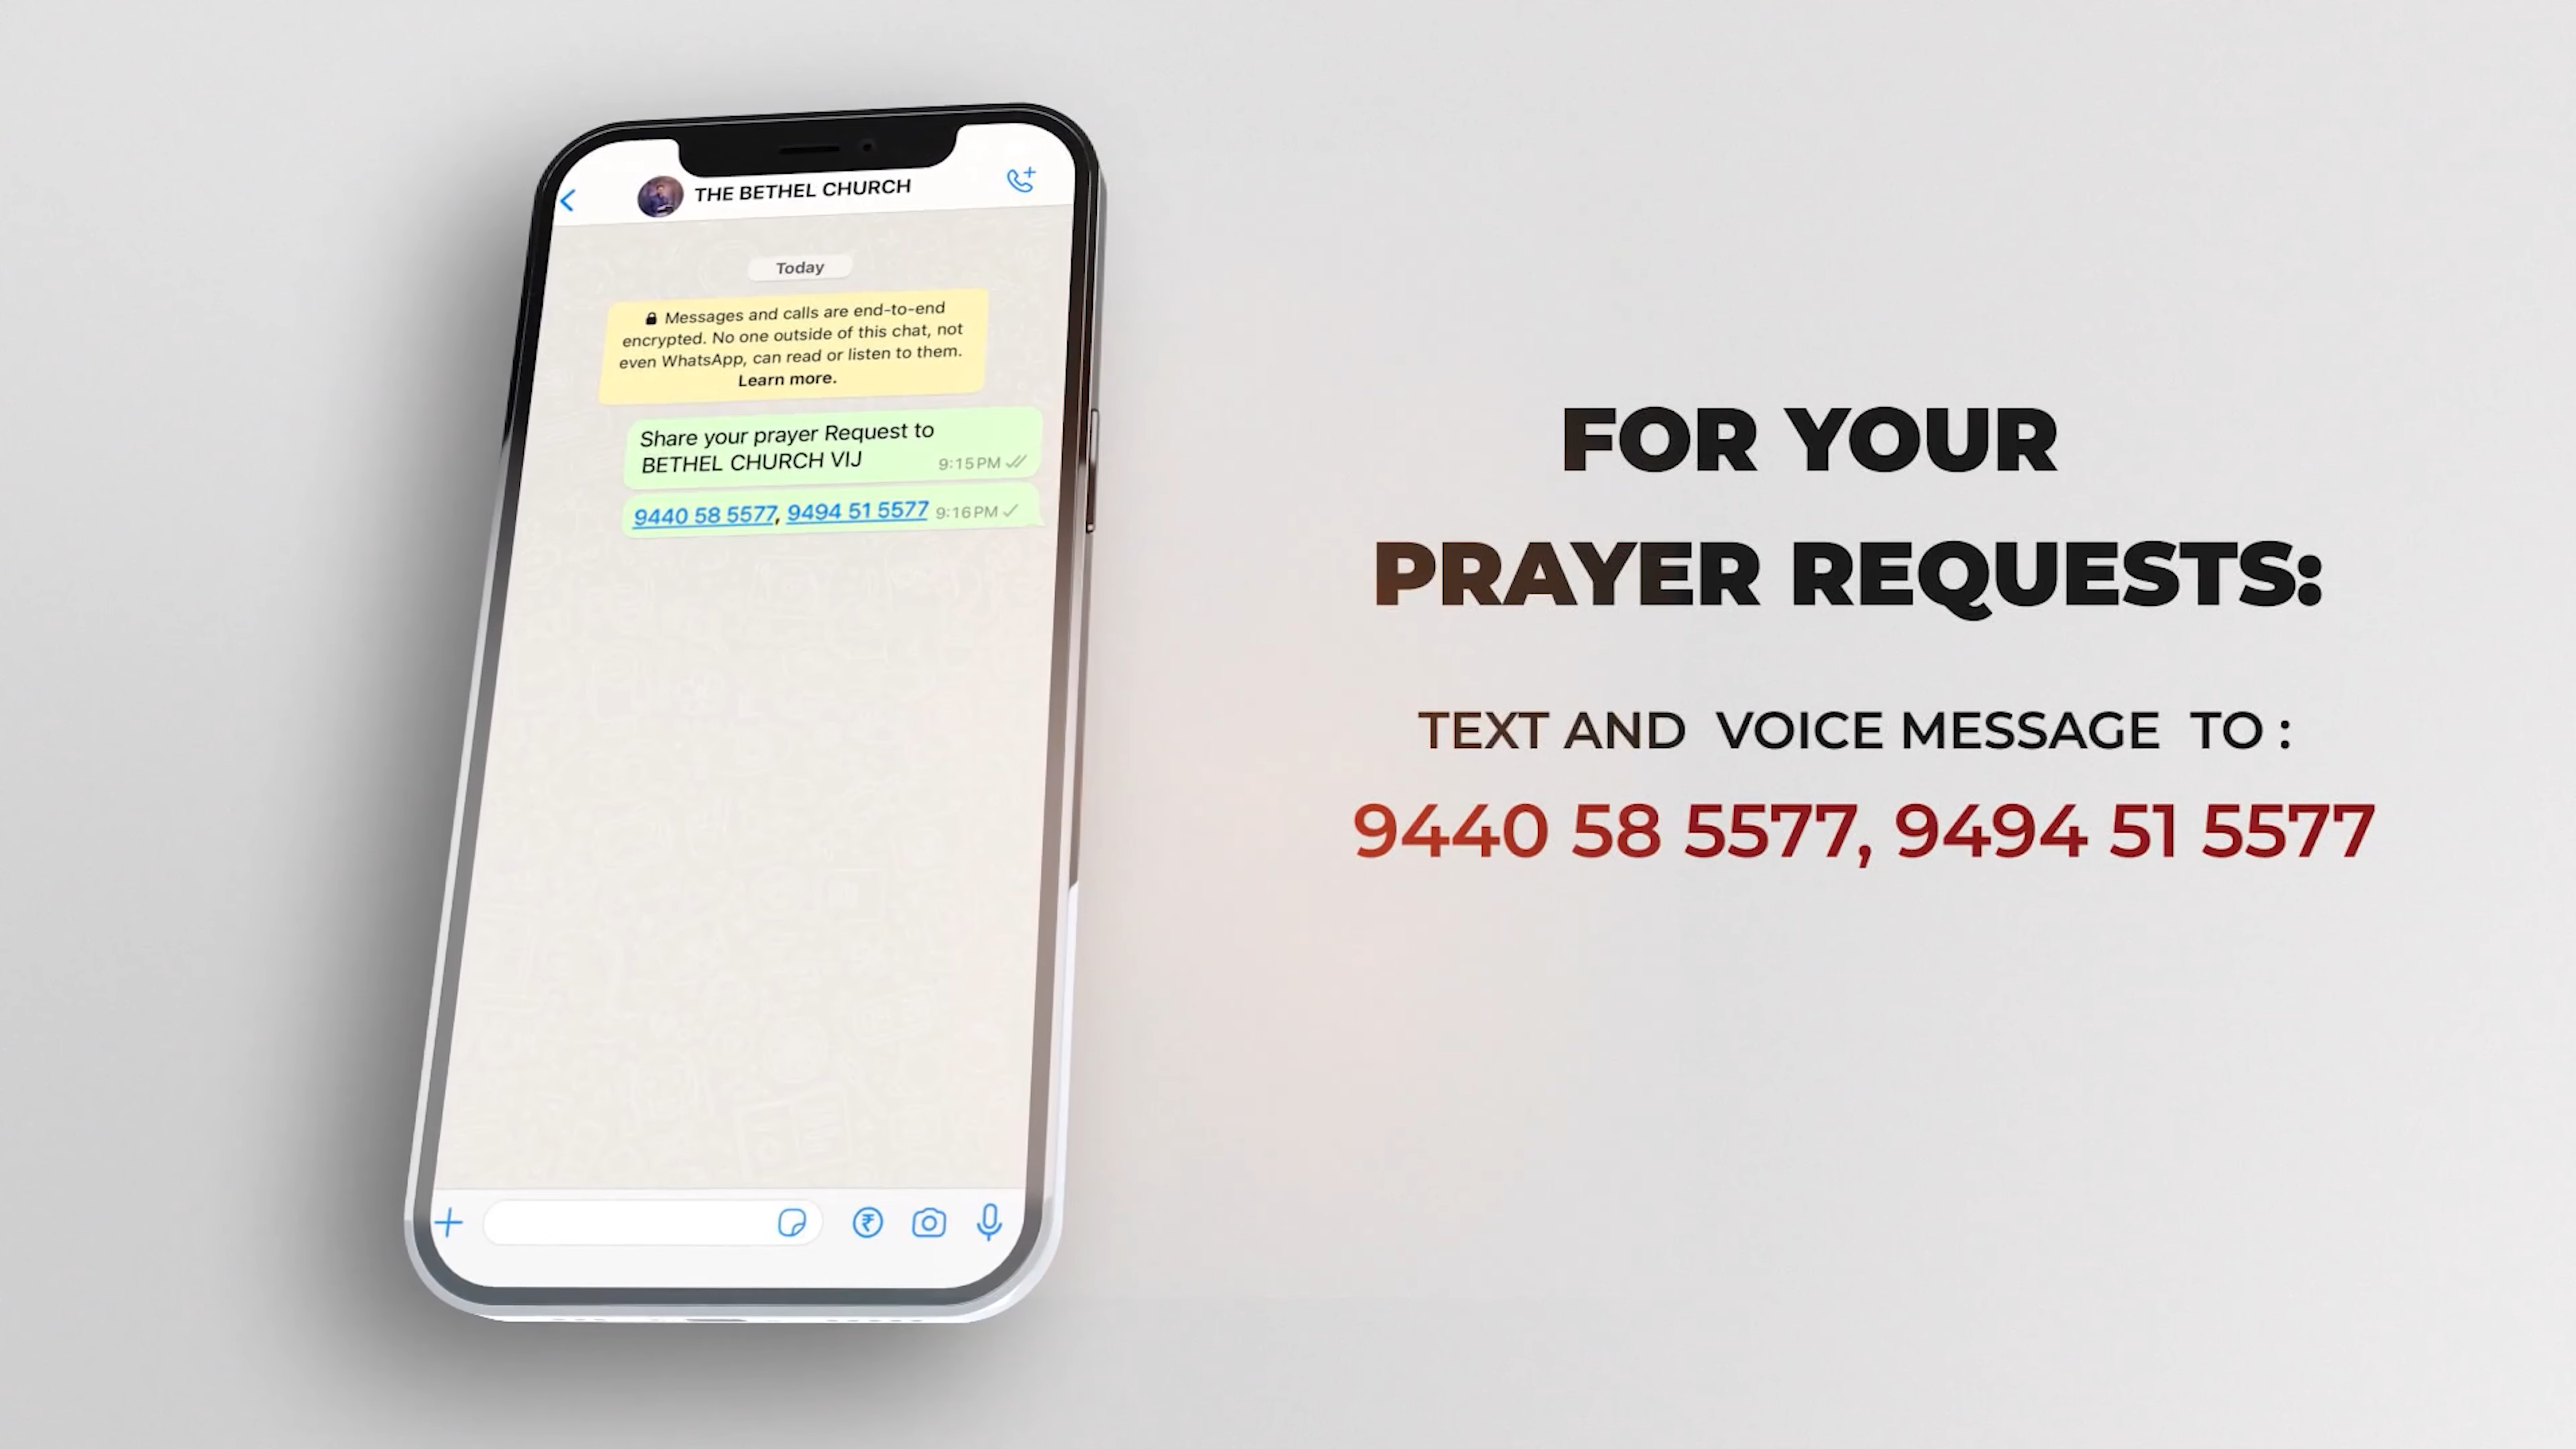 THE BETHEL CHURCH
Today
Messages and calls are end-to-end
encrypted. No one outside of this chat, not
even WhatsApp, can read or listen to them.
Learn more.
Share your prayer Request to
BETHEL CHURCH VIJ
9:15 PM
9440 58 5577, 9494 51 5577 9:16 PM
FOR YOUR
PRAYER REQUESTS:
TEXT AND VOICE MESSAGE TO :
9440 58 5577, 9494 51 5577